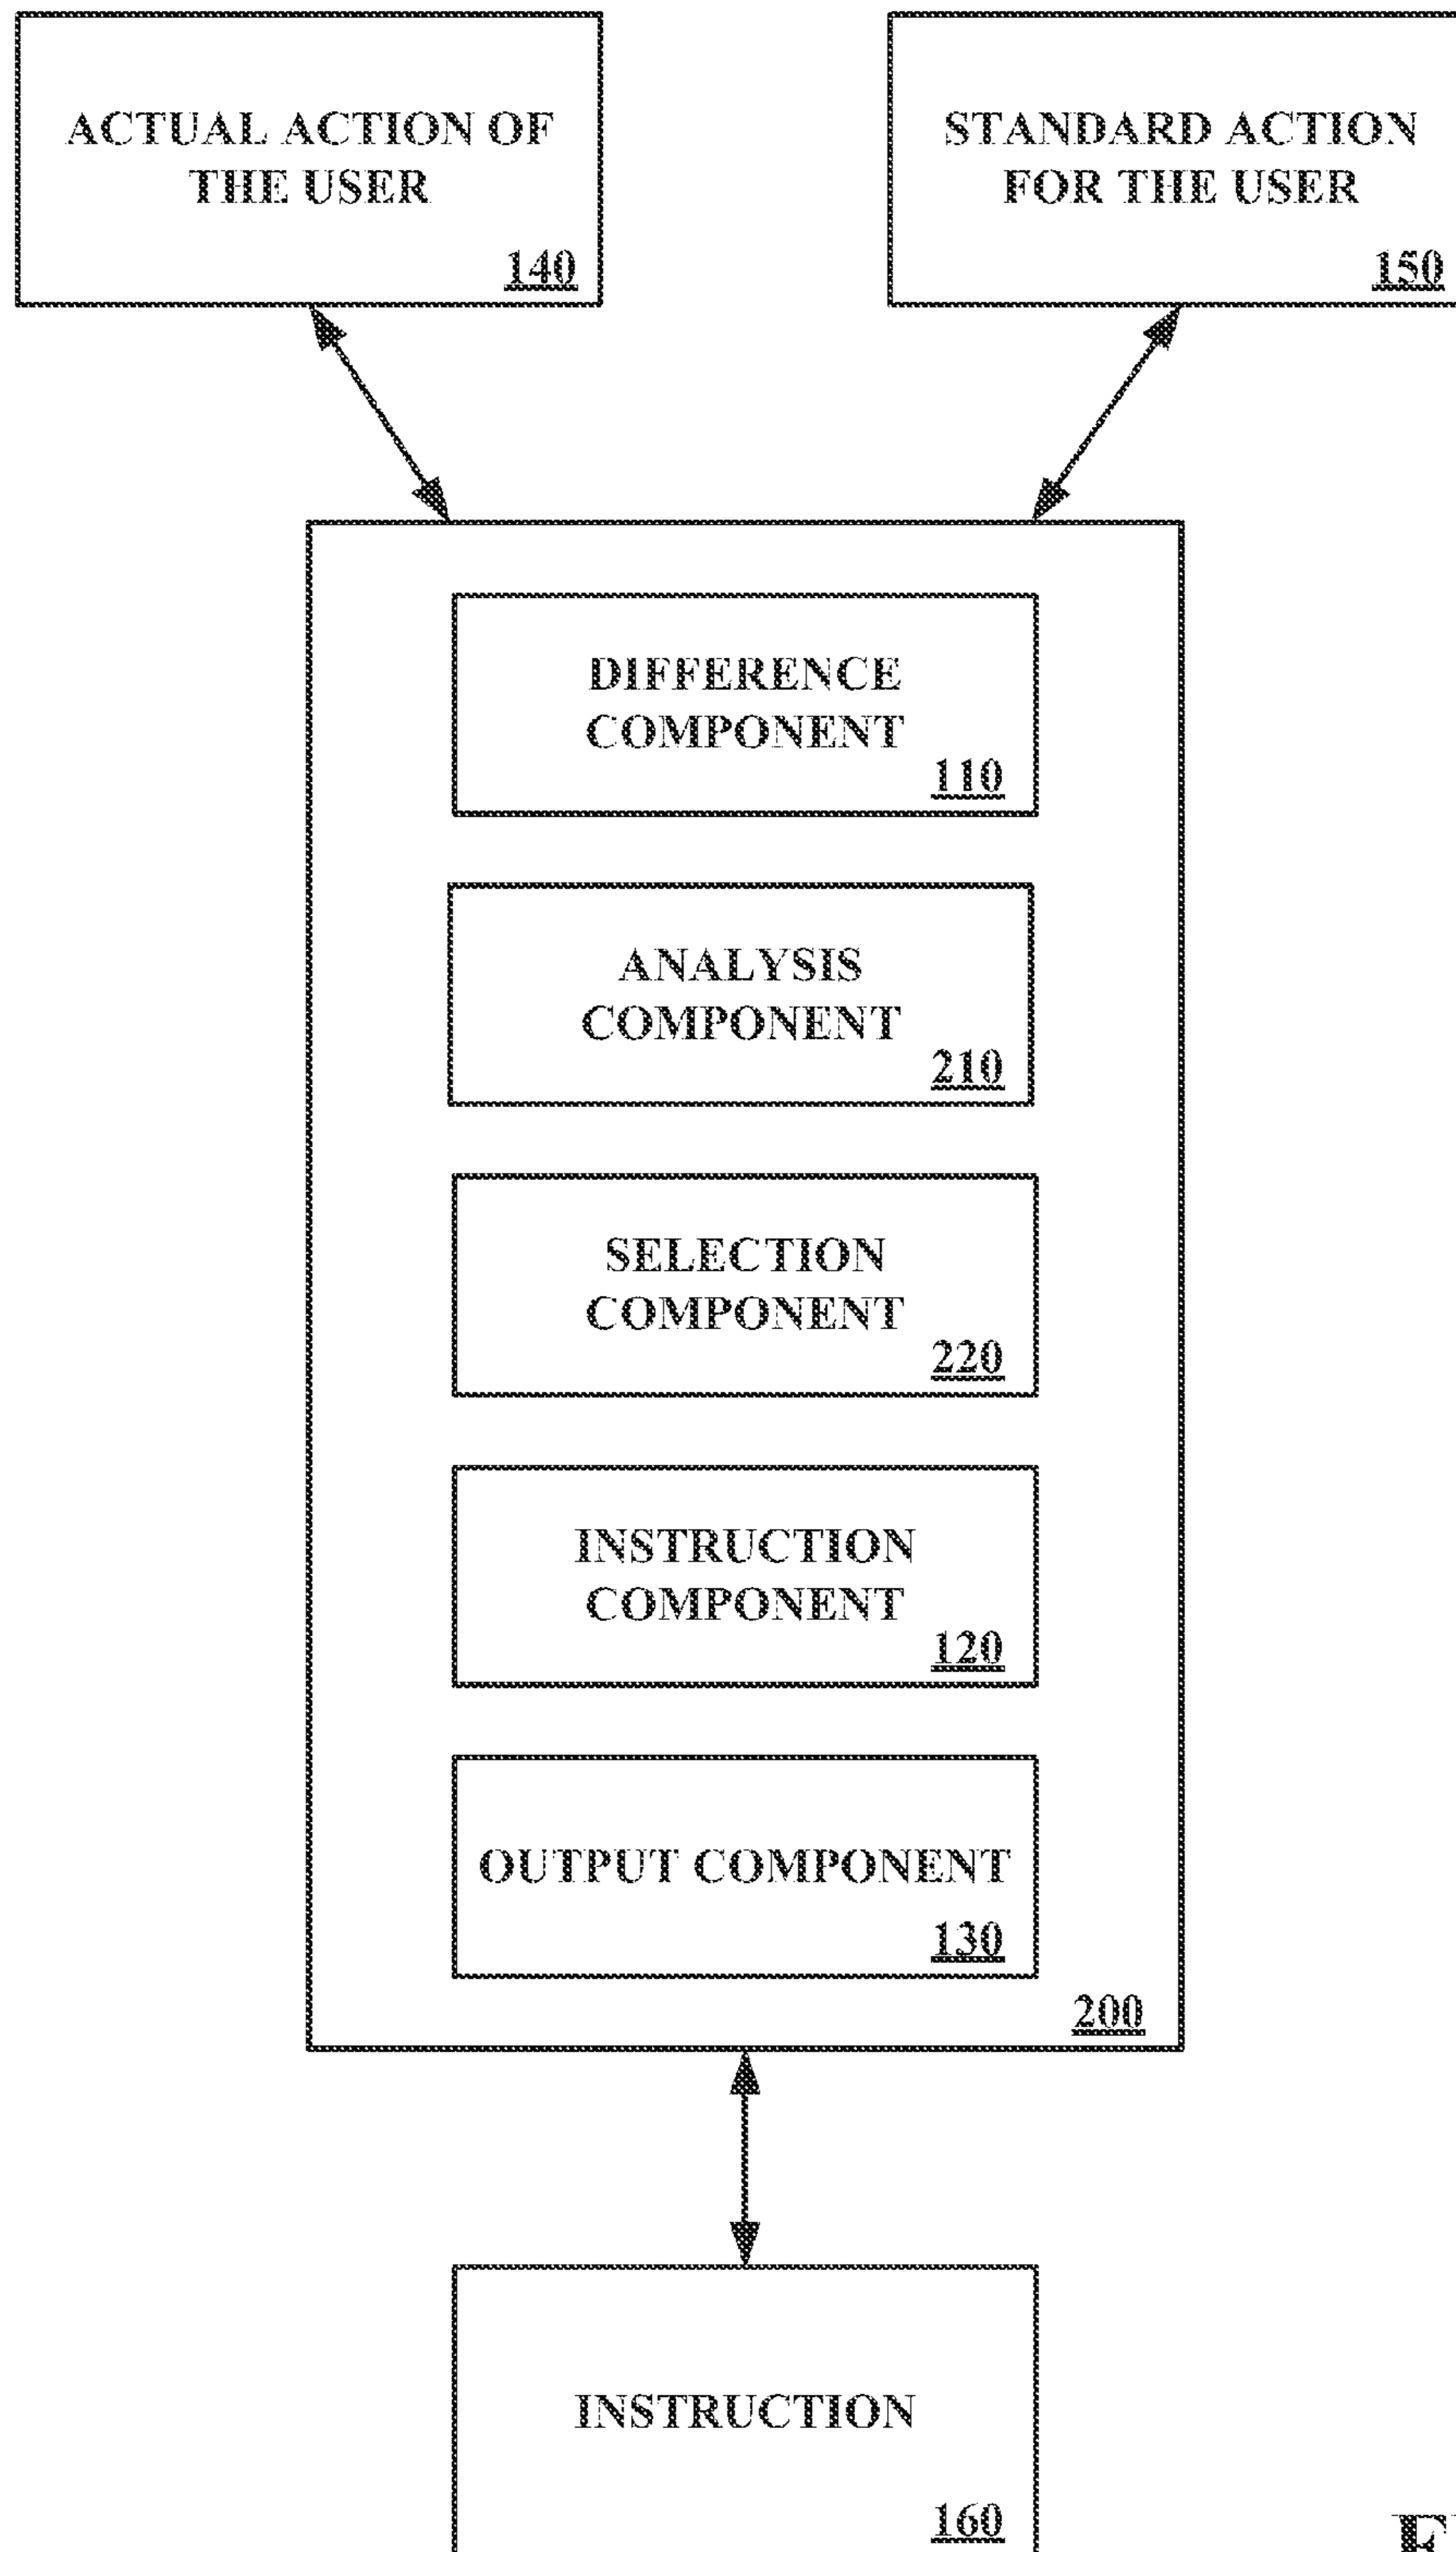 ACTUAL ACTION OF
THE USER
140
STANDARD ACTION
FOR THE USER
150
DIFFERENCE
COMPONENT
110
ANALYSIS
COMPONENT
210
SELECTION
COMPONENT
220
INSTRUCTION
COMPONENT
120
OUTPUT COMPONENT
130
200
INSTRUCTION
160